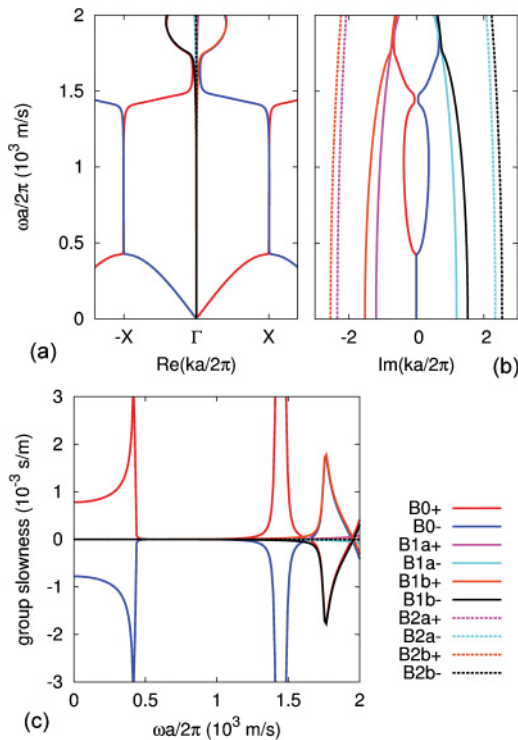 2
1.5
1
0.5
0
ωa/2π (10³ m/s)
-X Γ X
(a) Re(ka/2π)
-2 0 2
Im(ka/2π) (b)
3
2
1
0
-1
-2
-3
group slowness (10⁻³ s/m)
0 0.5 1 1.5 2
(c) ωa/2π (10³ m/s)
B0+
B0-
B1a+
B1a-
B1b+
B1b-
B2a+
B2a-
B2b+
B2b-